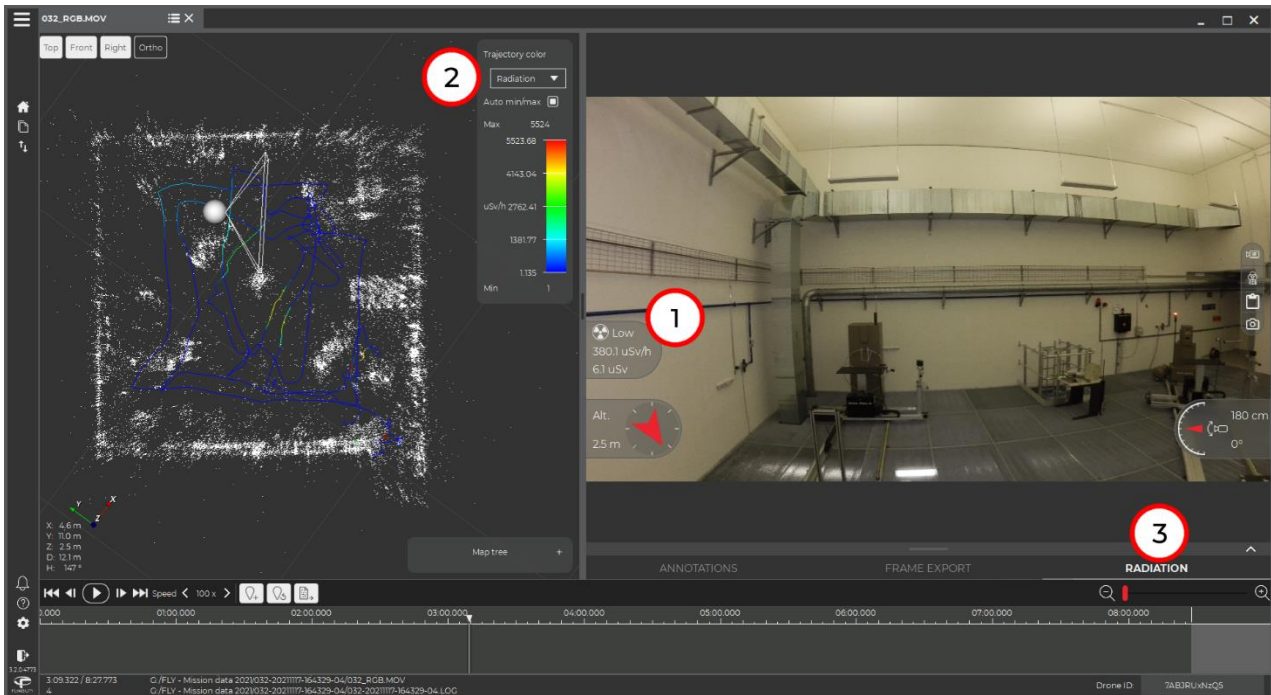 032_RGB.MOV
Top Front Right Ortho
Trajectory color
Radiation
Auto min/max
Max 5524
5523.68
4143.04
uSv/h 2762.41
1381.77
1.135
Min 1
2
1
Low
380.1 uSv/h
6.1 uSv
Alt.
2.5 m
180 cm
0°
X
Y
Z
X: 4.6 m
Y: 11.0 m
Z: 2.5 m
D: 12.1 m
H: 147 °
Map tree +
3
ANNOTATIONS FRAME EXPORT RADIATION
Speed 100 x
0.000 01:00.000 02:00.000 03:00.000 04:00.000 05:00.000 06:00.000 07:00.000 08:00.000
3.2.0.4773
FLYABILITY
3:09.322 / 8:27.773 G:/FLY - Mission data 2021/032-20211117-164329-04/032_RGB.MOV
4 G:/FLY - Mission data 2021/032-20211117-164329-04/032-20211117-164329-04.LOG
Drone ID: 7ABJRUxNzQ5